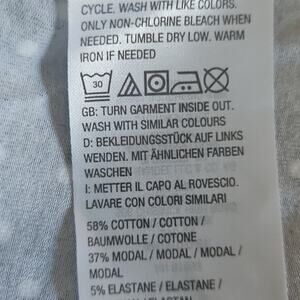 CYCLE. WASH WITH LIKE COLORS.
ONLY NON-CHLORINE BLEACH WHEN
NEEDED. TUMBLE DRY LOW. WARM
IRON IF NEEDED
30
GB: TURN GARMENT INSIDE OUT.
WASH WITH SIMILAR COLOURS
D: BEKLEIDUNGSSTÜCK AUF LINKS
WENDEN. MIT ÄHNLICHEN FARBEN
WASCHEN
I: METTER IL CAPO AL ROVESCIO.
LAVARE CON COLORI SIMILARI
58% COTTON / COTTON /
BAUMWOLLE / COTONE
37% MODAL / MODAL / MODAL /
MODAL
5% ELASTANE / ELASTANE /